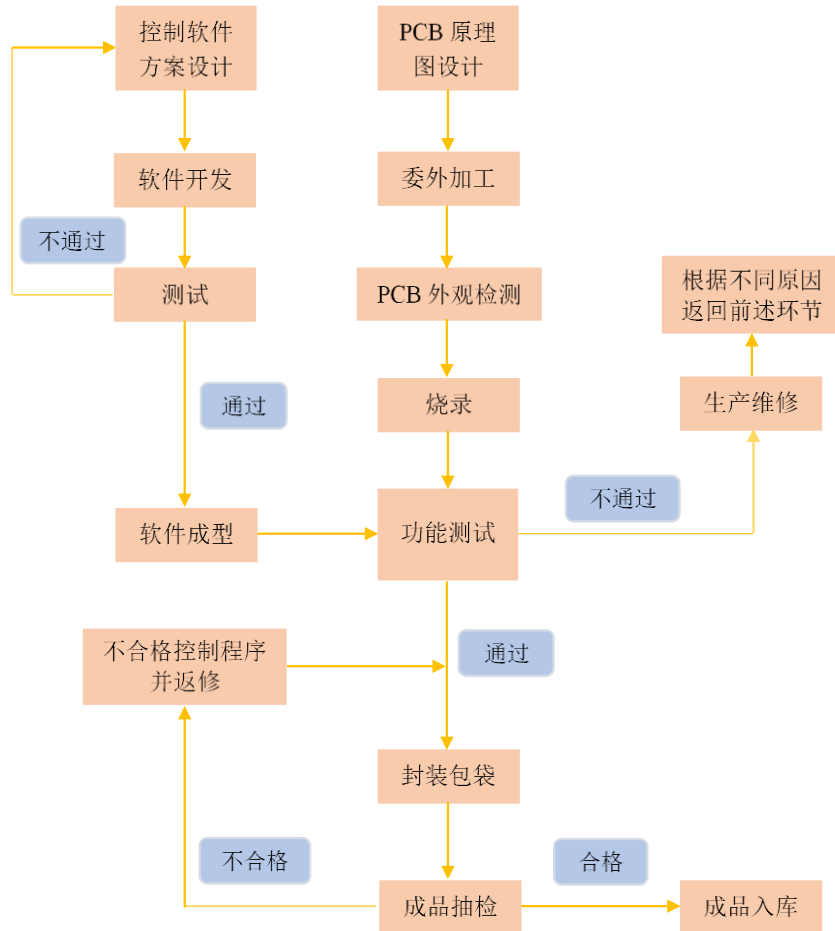 控制软件
方案设计
PCB 原理
图设计
软件开发
委外加工
不通过
测试
PCB 外观检测
根据不同原因
返回前述环节
通过
烧录
生产维修
不通过
软件成型
功能测试
不合格控制程序
并返修
通过
封装包袋
不合格
合格
成品抽检
成品入库